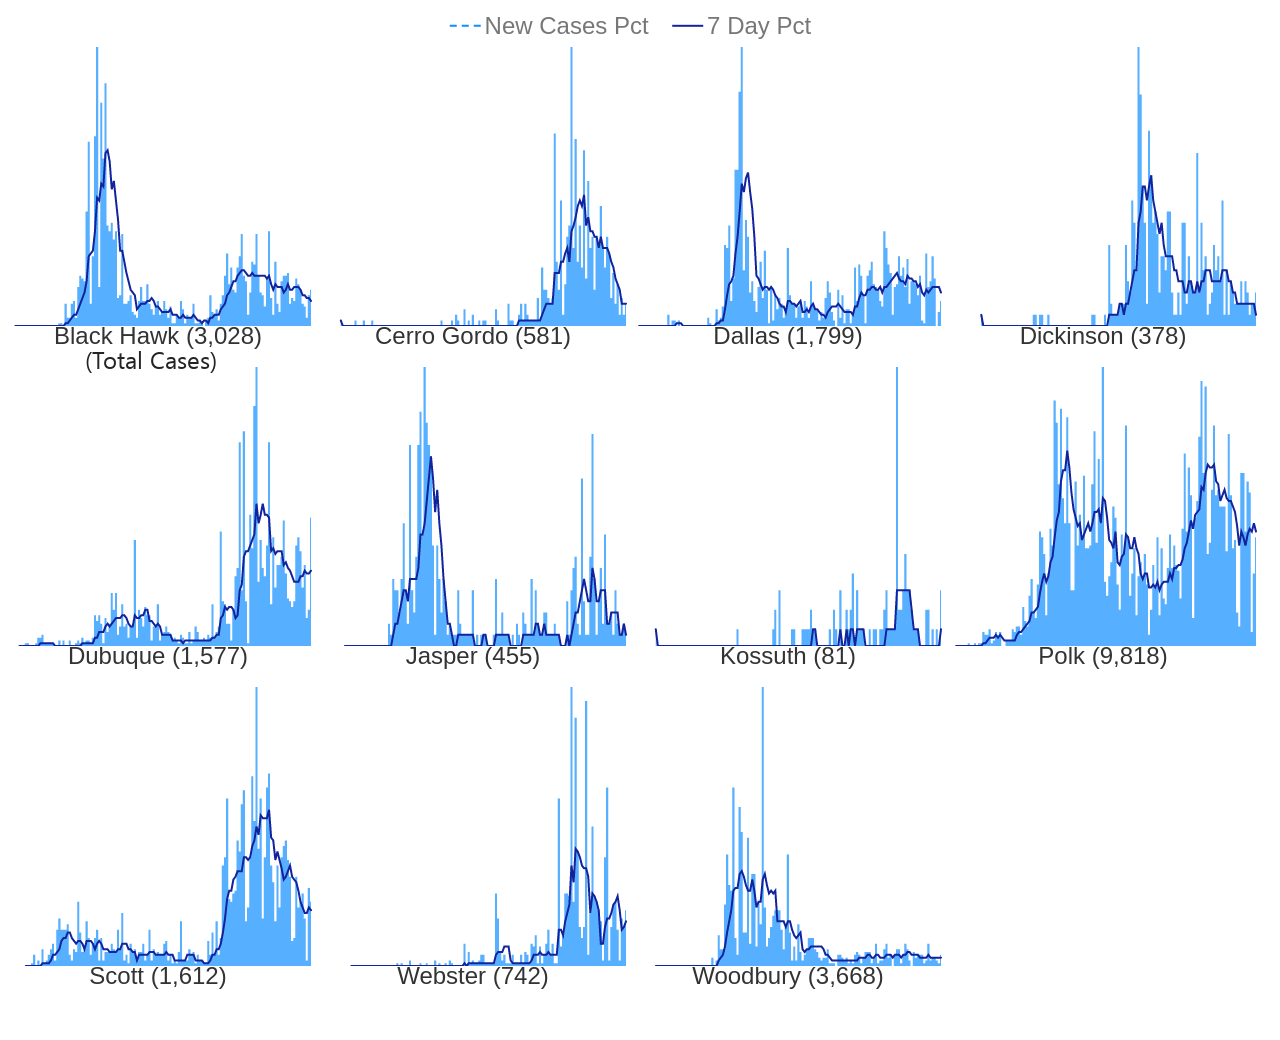 New Cases Pct 7 Day Pct
Black Hawk (3,028) Cerro Gordo (581) Dallas (1,799) Dickinson (378)
(Total Cases)
Dubuque (1,577) Jasper (455) Kossuth (81) Polk (9,818)
Scott (1,612) Webster (742) Woodbury (3,668)